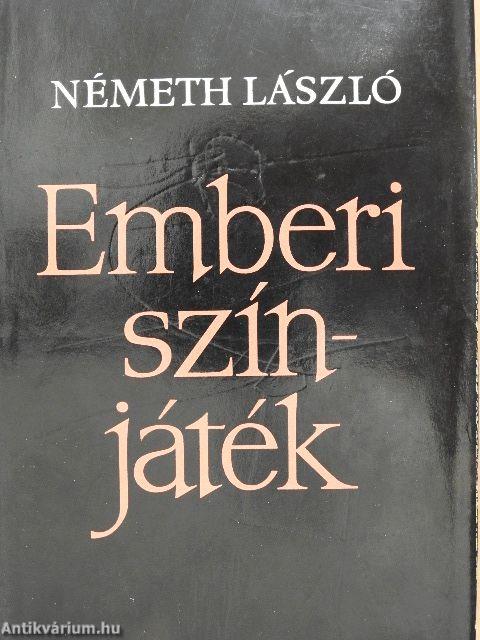 NÉMETH LÁSZLÓ
Emberi
szín-
játék
Antikvárium.hu